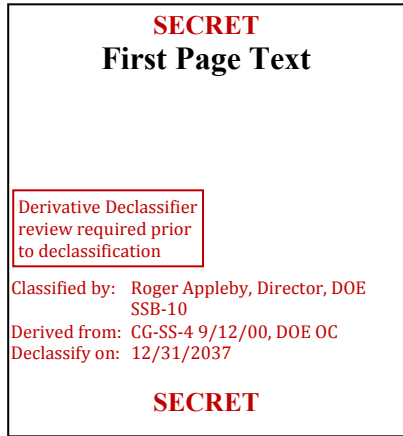 SECRET
First Page Text
Derivative Declassifier
review required prior
to declassification
Classified by: Roger Appleby, Director, DOE
SSB-10
Derived from: CG-SS-4 9/12/00, DOE OC
Declassify on: 12/31/2037
SECRET